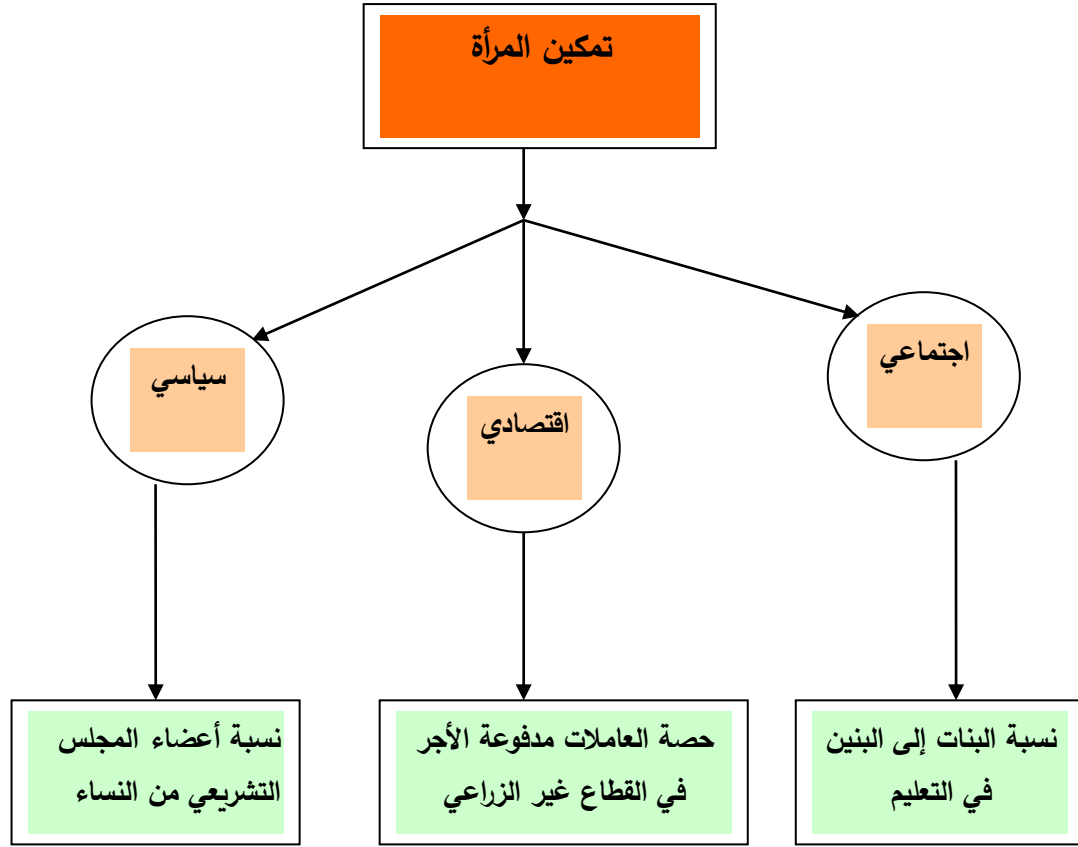 تمكين المرأة
اجتماعي
اقتصادي
سياسي
نسبة البنات إلى البنين
في التعليم
حصة العاملات مدفوعة الأجر
في القطاع غير الزراعي
نسبة أعضاء المجلس
التشريعي من النساء